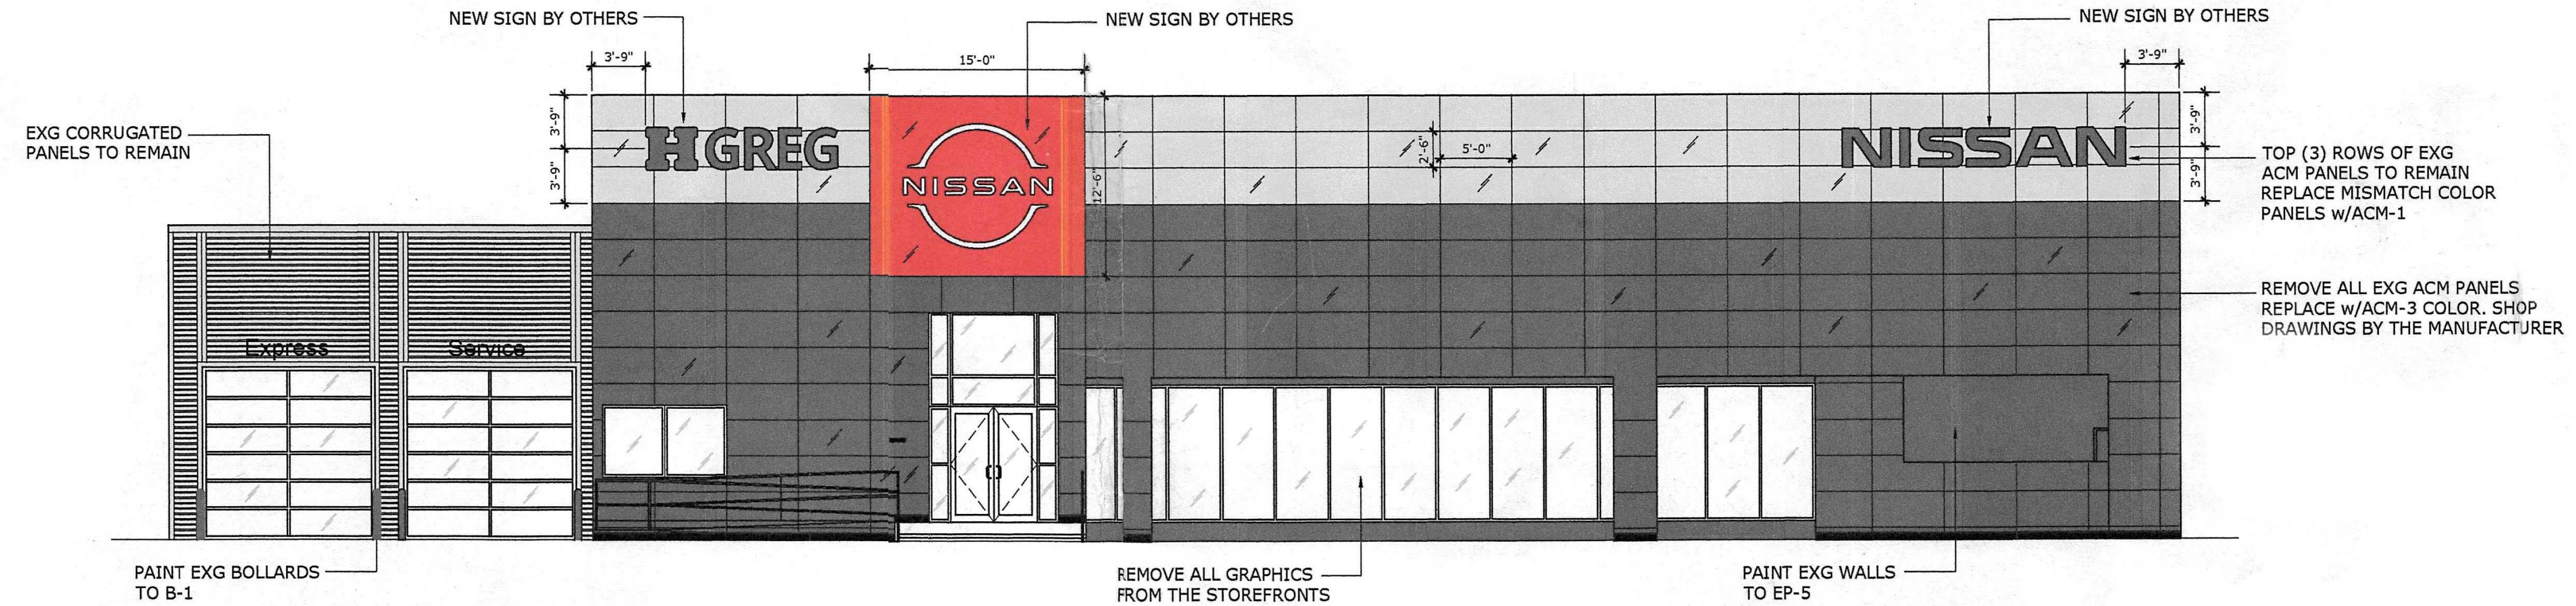 NEW SIGN BY OTHERS
NEW SIGN BY OTHERS
NEW SIGN BY OTHERS
3'-9"
15'-0"
3'-9"
EXG CORRUGATED
PANELS TO REMAIN
3'-9"
3'-9"
HGREG
NISSAN
12'-6"
2'-6"
5'-0"
NISSAN
3'-9"
3'-9"
TOP (3) ROWS OF EXG
ACM PANELS TO REMAIN
REPLACE MISMATCH COLOR
PANELS w/ACM-1
REMOVE ALL EXG ACM PANELS
REPLACE w/ACM-3 COLOR. SHOP
DRAWINGS BY THE MANUFACTURER
Express
Service
PAINT EXG BOLLARDS
TO B-1
REMOVE ALL GRAPHICS
FROM THE STOREFRONTS
PAINT EXG WALLS
TO EP-5